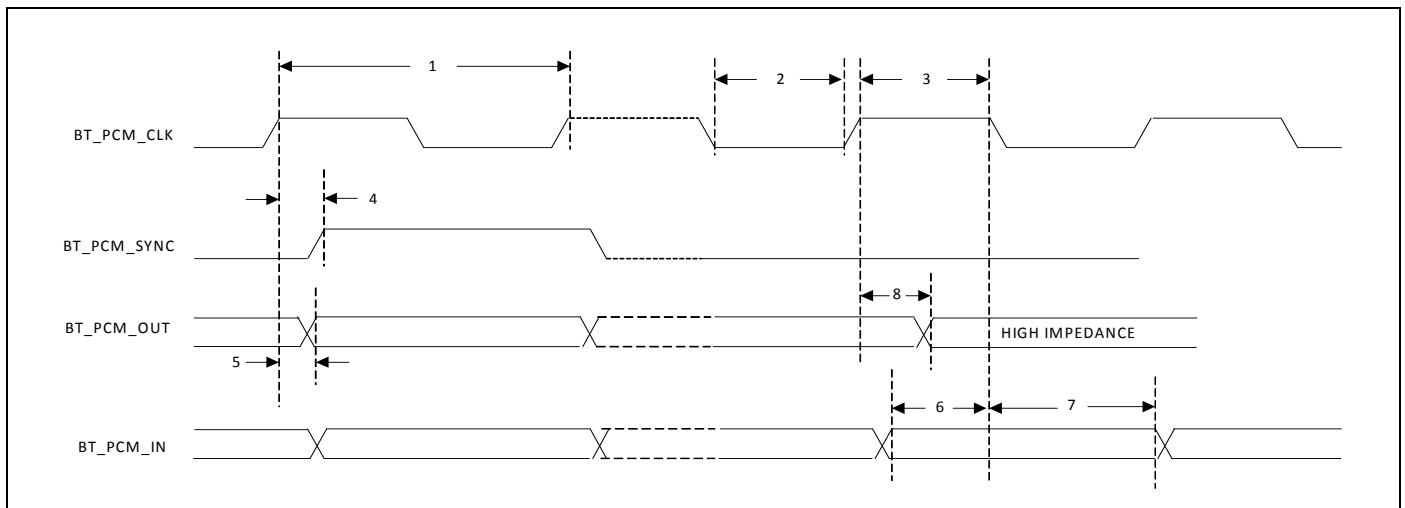 1
2
3
BT_PCM_CLK
4
BT_PCM_SYNC
8
BT_PCM_OUT
HIGH IMPEDANCE
5
6
7
BT_PCM_IN